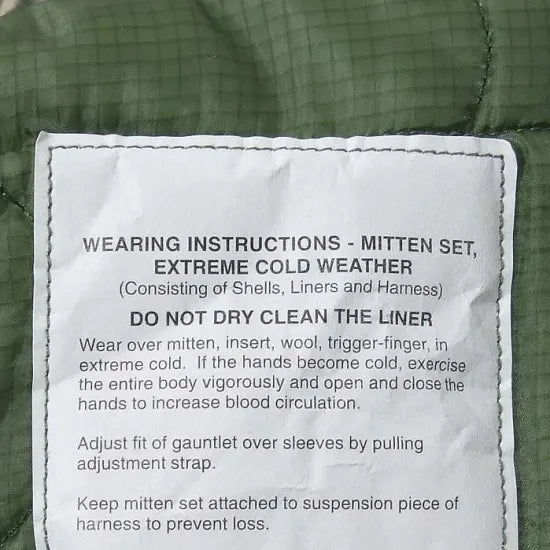 WEARING INSTRUCTIONS - MITTEN SET,
EXTREME COLD WEATHER
(Consisting of Shells, Liners and Harness)
DO NOT DRY CLEAN THE LINER
Wear over mitten, insert, wool, trigger-finger, in
extreme cold. If the hands become cold, exercise
the entire body vigorously and open and close the
hands to increase blood circulation.
Adjust fit of gauntlet over sleeves by pulling
adjustment strap.
Keep mitten set attached to suspension piece of
harness to prevent loss.